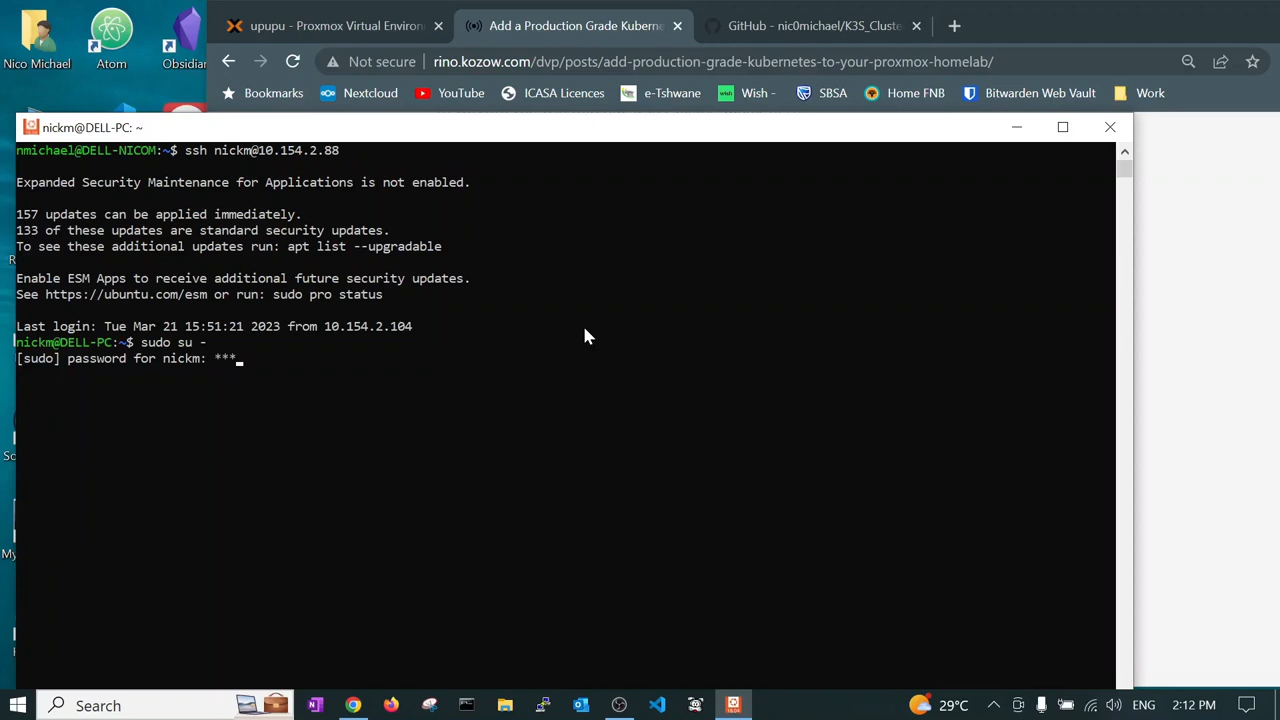 upupu - Proxmox Virtual Environ
Add a Production Grade Kuberne
GitHub - nic0michael/K3S_Cluste
Not secure
rino.kozow.com/dvp/posts/add-production-grade-kubernetes-to-your-proxmox-homelab/
Bookmarks
Nextcloud
YouTube
ICASA Licences
e-Tshwane
Wish -
SBSA
Home FNB
Bitwarden Web Vault
Work
Nico Michael
Atom
Obsidian
nickm@DELL-PC: ~
nmichael@DELL-NICOM:~$ ssh nickm@10.154.2.88
Expanded Security Maintenance for Applications is not enabled.
157 updates can be applied immediately.
133 of these updates are standard security updates.
To see these additional updates run: apt list --upgradable
Enable ESM Apps to receive additional future security updates.
See https://ubuntu.com/esm or run: sudo pro status
Last login: Tue Mar 21 15:51:21 2023 from 10.154.2.104
nickm@DELL-PC:~$ sudo su -
[sudo] password for nickm: ***
Sc
My
Search
29°C
ENG
2:12 PM